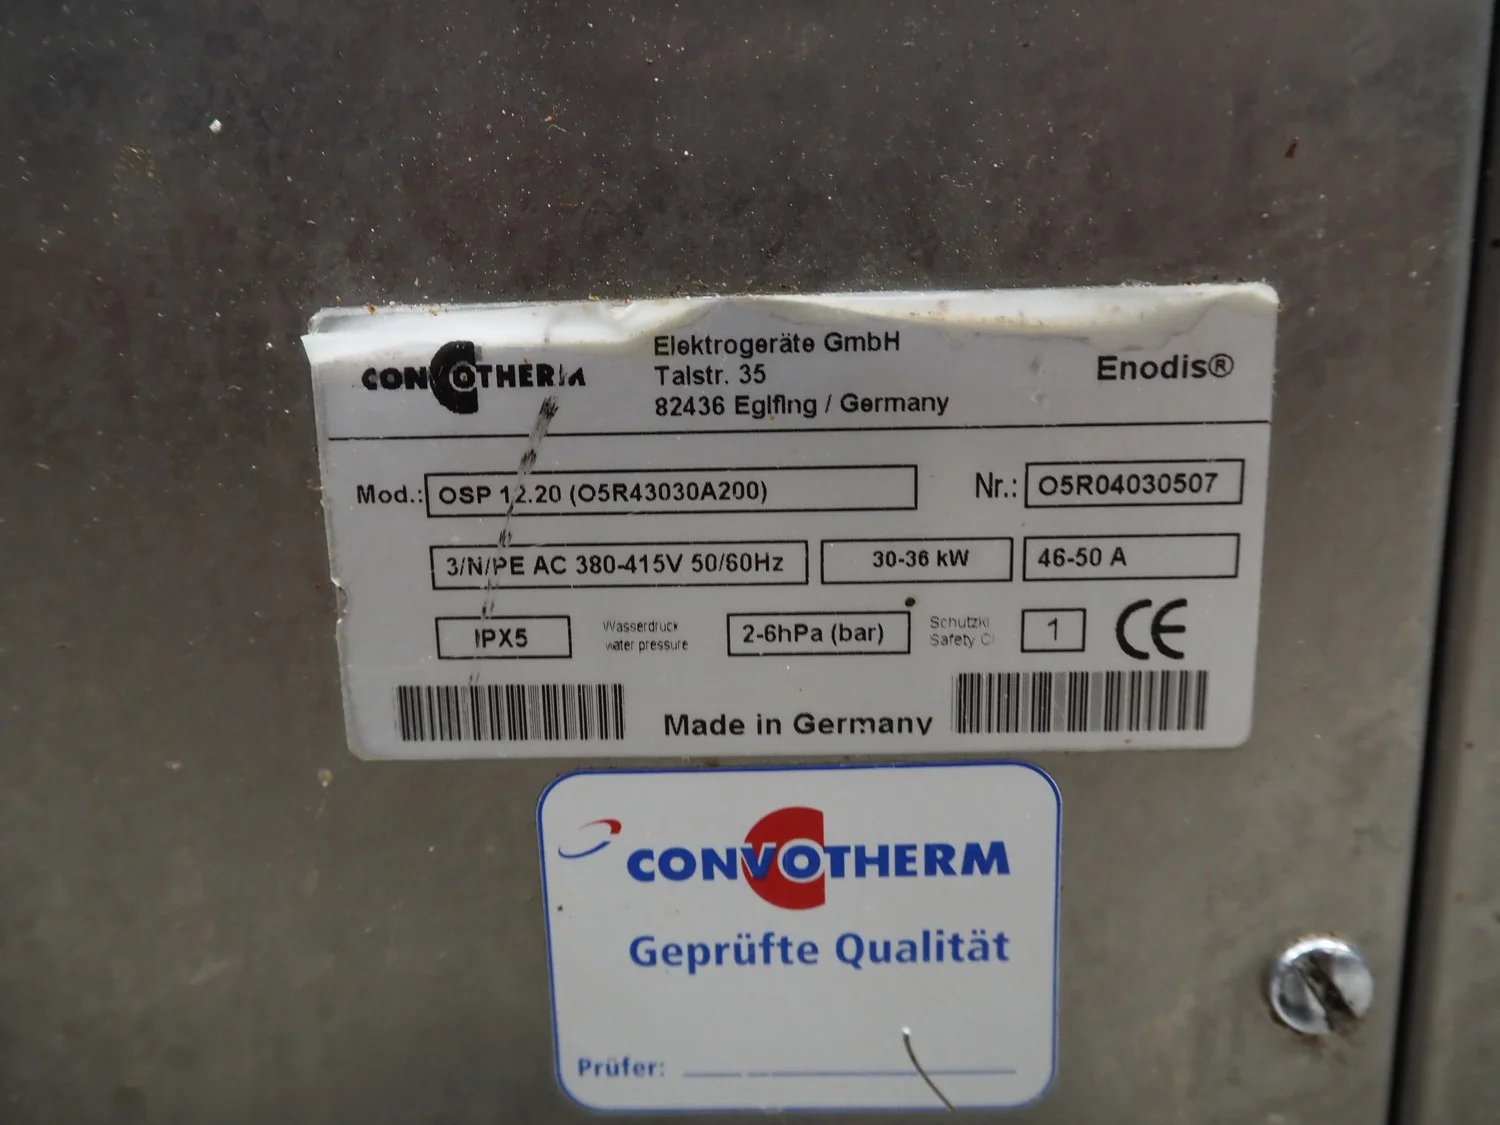 CONVOTHERM
Elektrogeräte GmbH
Talstr. 35
82436 Eglfing / Germany
Enodis®
Mod.: OSP 12.20 (O5R43030A200)
Nr.: O5R04030507
3/N/PE AC 380-415V 50/60Hz
30-36 kW
46-50 A
IPX5
Wasserdruck
water pressure
2-6hPa (bar)
Schutzkl
Safety Cl
1
CE
Made in Germany
CONVOTHERM
Geprüfte Qualität
Prüfer: